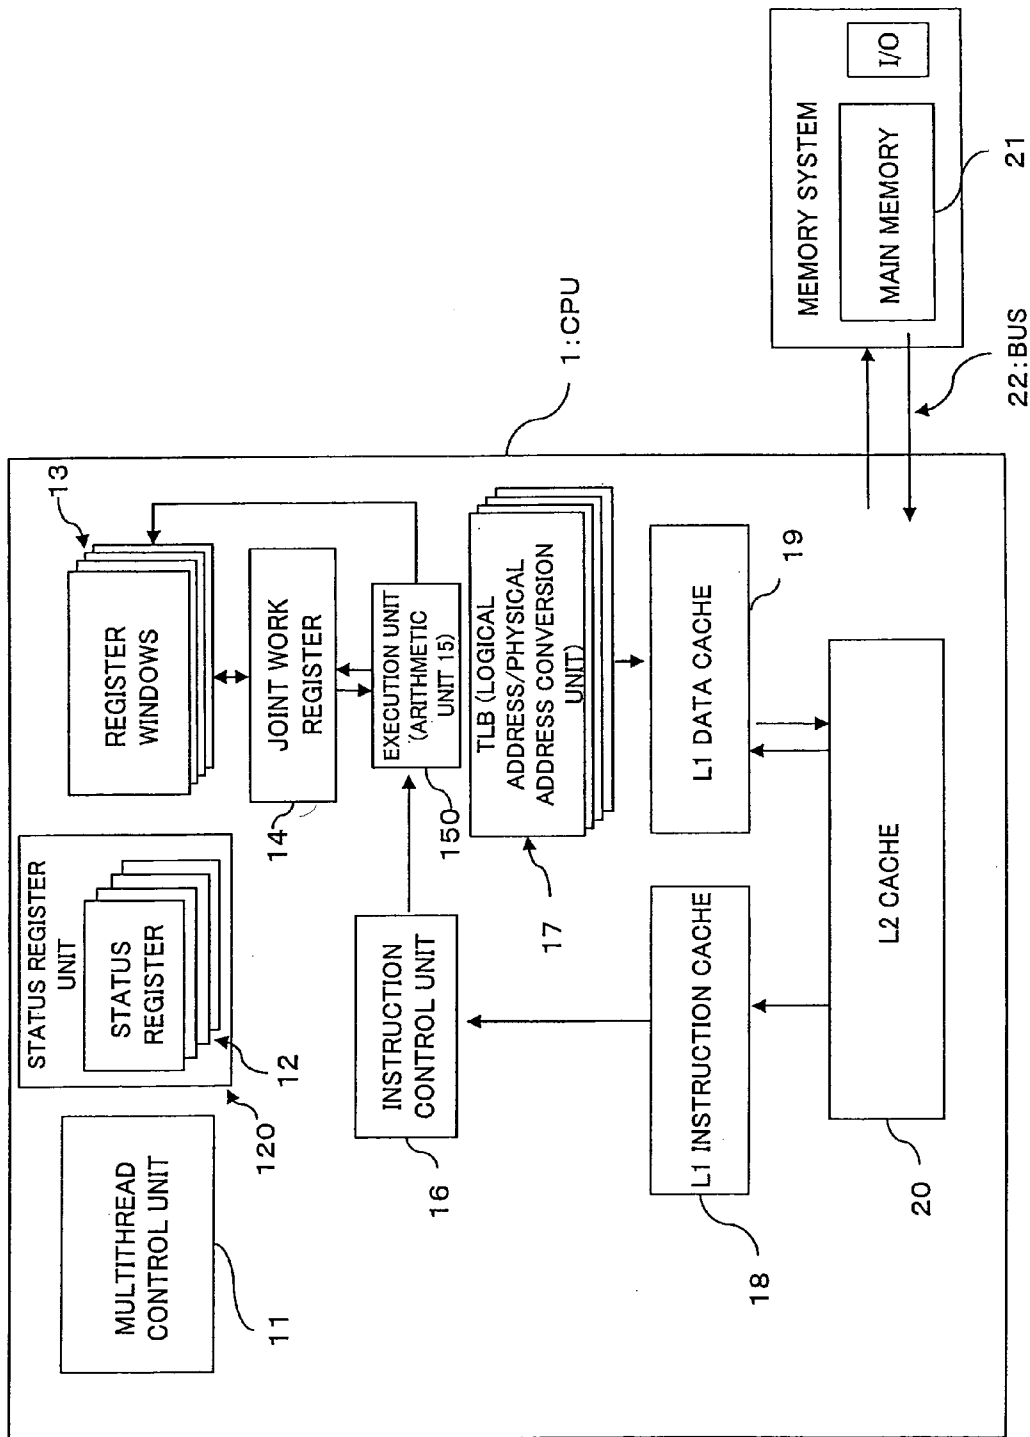 MULTITHREAD
CONTROL UNIT
11
STATUS REGISTER
UNIT
STATUS
REGISTER
12
120
REGISTER
WINDOWS
13
JOINT WORK
REGISTER
14
EXECUTION UNIT
(ARITHMETIC
UNIT 15)
150
INSTRUCTION
CONTROL UNIT
16
TLB (LOGICAL
ADDRESS/PHYSICAL
ADDRESS CONVERSION
UNIT)
17
L1 INSTRUCTION CACHE
18
L1 DATA CACHE
19
L2 CACHE
20
1:CPU
MEMORY SYSTEM
MAIN MEMORY
I/O
21
22:BUS